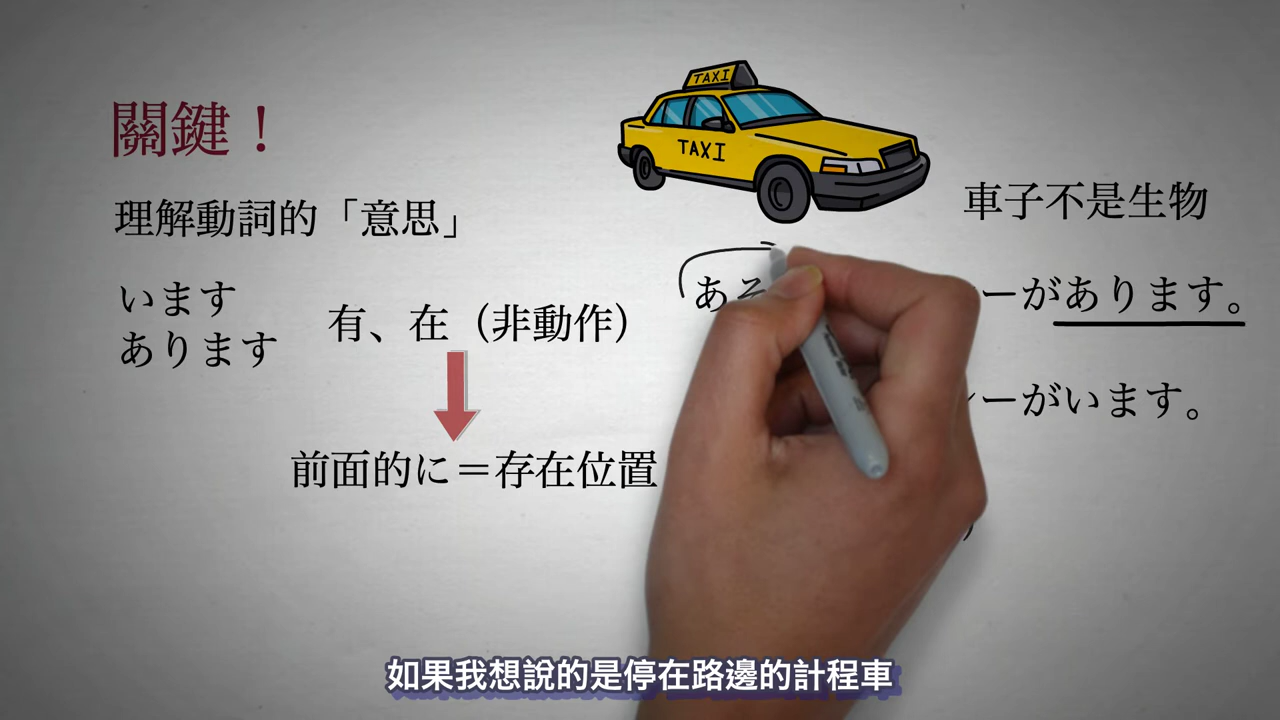 關鍵！
理解動詞的「意思」
います
あります
有、在（非動作）
前面的に＝存在位置
TAXI
TAXI
車子不是生物
あそ
ーがあります。
ーがいます。
如果我想說的是停在路邊的計程車